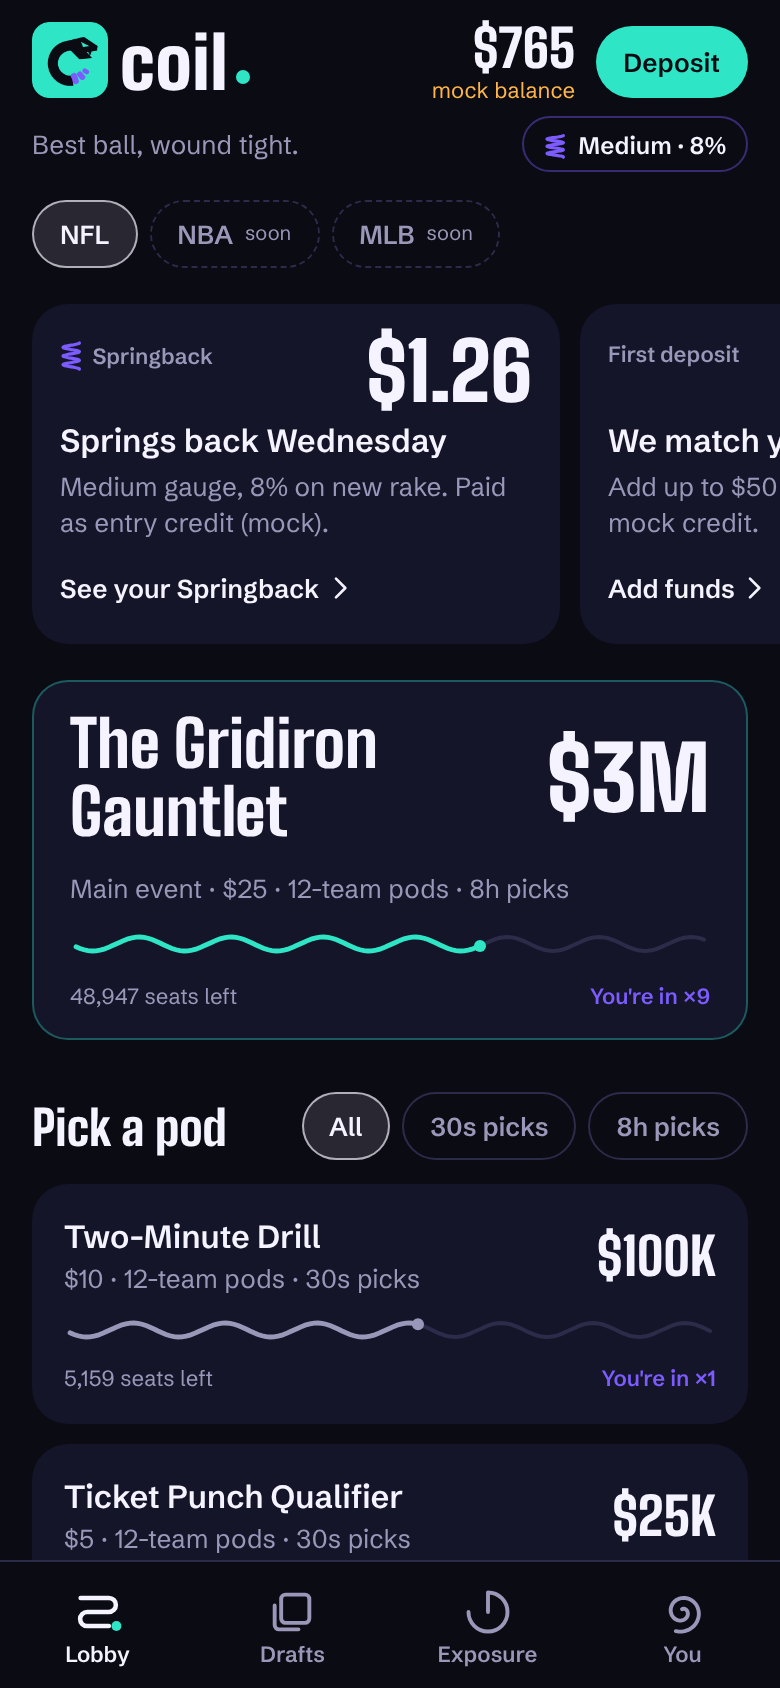 coil.
$765
mock balance
Deposit
Best ball, wound tight.
Medium · 8%
NFL
NBA soon
MLB soon
Springback
$1.26
Springs back Wednesday
Medium gauge, 8% on new rake. Paid
as entry credit (mock).
See your Springback
First deposit
We match y
Add up to $50
mock credit.
Add funds
The Gridiron
Gauntlet
$3M
Main event · $25 · 12-team pods · 8h picks
48,947 seats left
You're in ×9
Pick a pod
All
30s picks
8h picks
Two-Minute Drill
$100K
$10 · 12-team pods · 30s picks
5,159 seats left
You're in ×1
Ticket Punch Qualifier
$25K
$5 · 12-team pods · 30s picks
Lobby
Drafts
Exposure
You